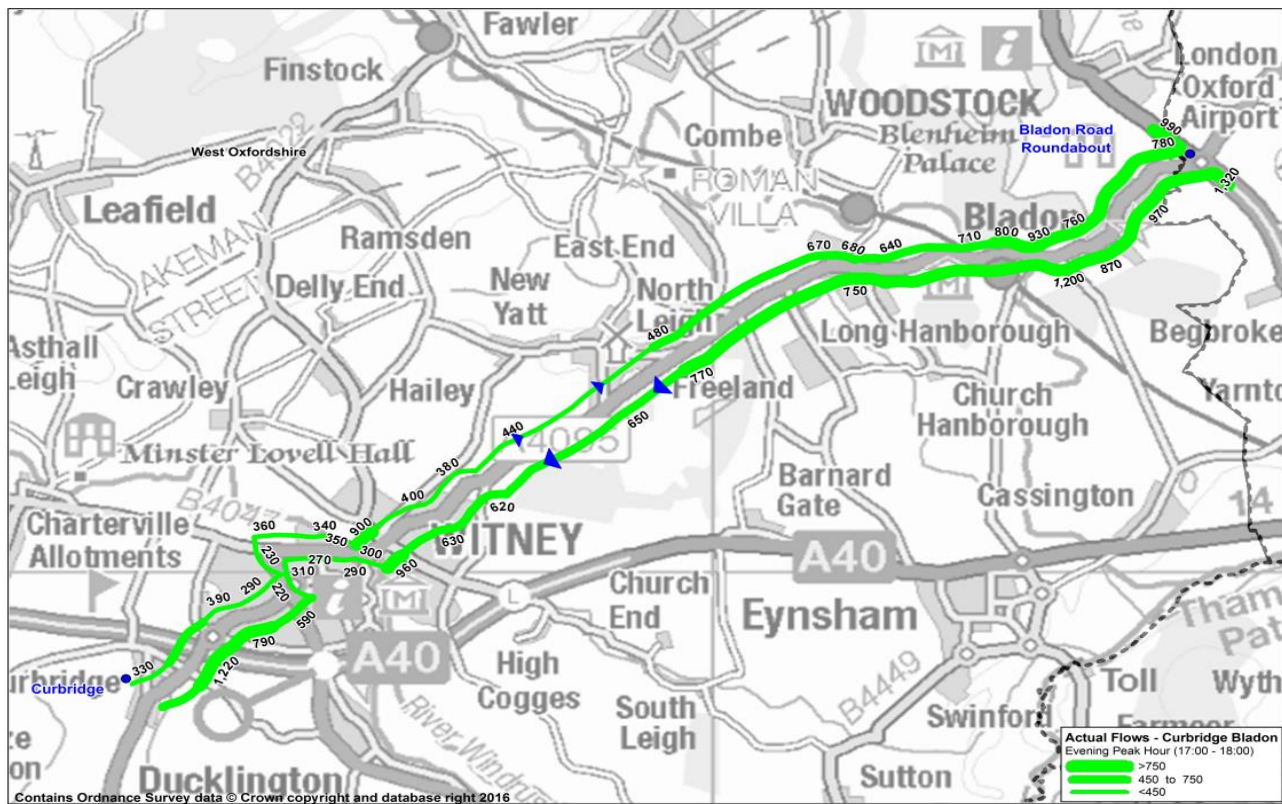 Fawler
Finstock
London
Oxford
Airport
WOODSTOCK
Blenheim
Palace
Bladon Road
Roundabout
990
780
Combe
West Oxfordshire
B4022
ROMAN
VILLA
Leafield
Ramsden
East End
Bladon
1,320
970
760
930
800
710
640
680
670
AKEMAN
STREET
Delly End
New
Yatt
North
Leigh
480
750
1,200
870
Long Hanborough
Begbroke
Asthall
Leigh
Crawley
Hailey
770
Freeland
650
Church
Hanborough
Minster Lovell Hall
440
380
400
A4095
Barnard
Gate
Cassington
14
B4047
Charterville
Allotments
360
340
350
900
300
WITNEY
620
630
960
230
270
310
290
220
290
390
590
790
1,220
330
Curbridge
A40
A40
Church
End
Eynsham
High
Cogges
South
Leigh
B4449
Swinford
Toll
Farmoor
Sutton
River Windrush
Ducklington
Actual Flows - Curbridge Bladon
Evening Peak Hour (17:00 - 18:00)
>750
450 to 750
<450
Contains Ordnance Survey data © Crown copyright and database right 2016